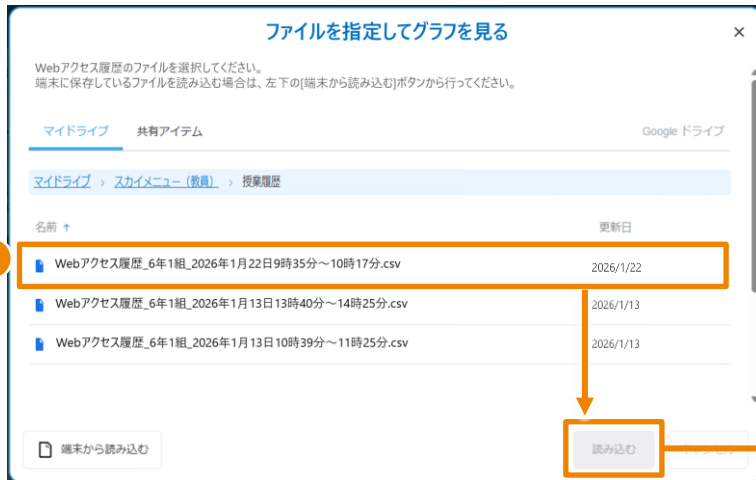 ファイルを指定してグラフを見る
×
Webアクセス履歴のファイルを選択してください。
端末に保存しているファイルを読み込む場合は、左下の[端末から読み込む]ボタンから行ってください。
マイドライブ 共有アイテム Google ドライブ
マイドライブ › スカイメニュー（教員） › 授業履歴
名前 ↑ 更新日
Webアクセス履歴_6年1組_2026年1月22日9時35分～10時17分.csv 2026/1/22
Webアクセス履歴_6年1組_2026年1月13日13時40分～14時25分.csv 2026/1/13
Webアクセス履歴_6年1組_2026年1月13日10時39分～11時25分.csv 2026/1/13
端末から読み込む 読み込む